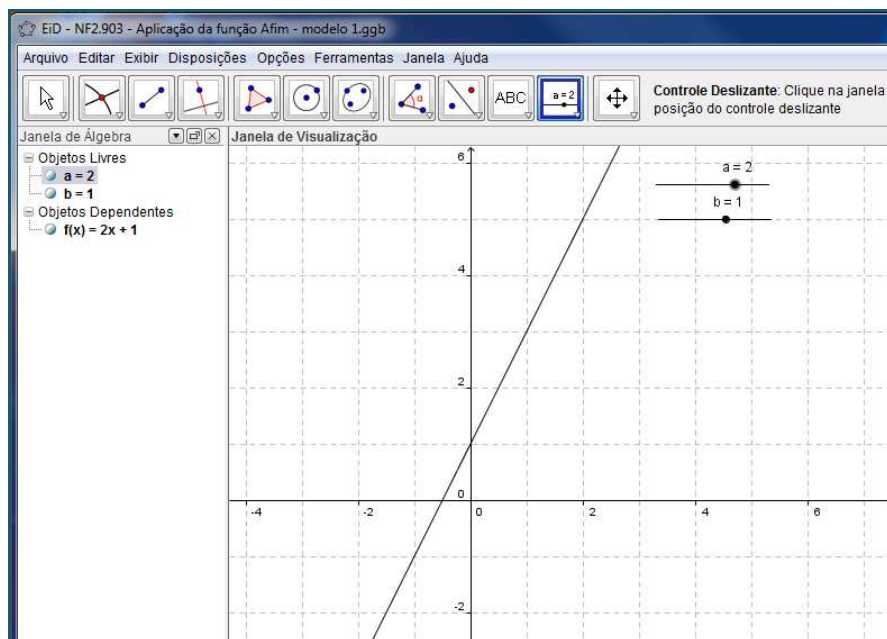 EiD - NF2.903 - Aplicação da função Afim - modelo 1.ggb
Arquivo Editar Exibir Disposições Opções Ferramentas Janela Ajuda
α
ABC
a = 2
Controle Deslizante: Clique na janela
posição do controle deslizante
Janela de Álgebra
Janela de Visualização
Objetos Livres
a = 2
b = 1
Objetos Dependentes
f(x) = 2x + 1
a = 2
b = 1
6
4
2
0
-4
-2
0
2
4
6
-2